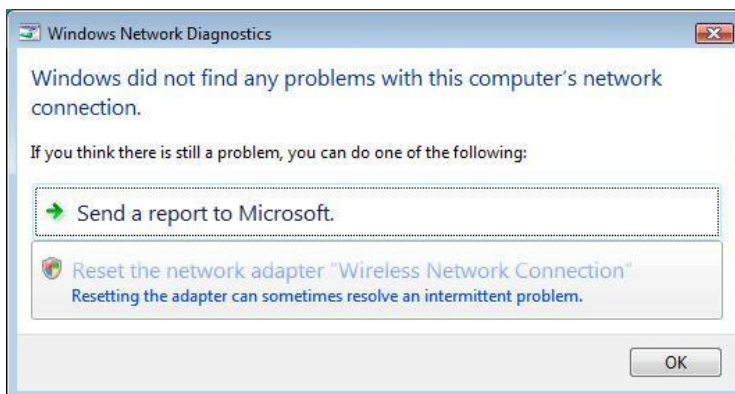 Windows Network Diagnostics
Windows did not find any problems with this computer's network
connection.
If you think there is still a problem, you can do one of the following:
Send a report to Microsoft.
Reset the network adapter "Wireless Network Connection"
Resetting the adapter can sometimes resolve an intermittent problem.
OK